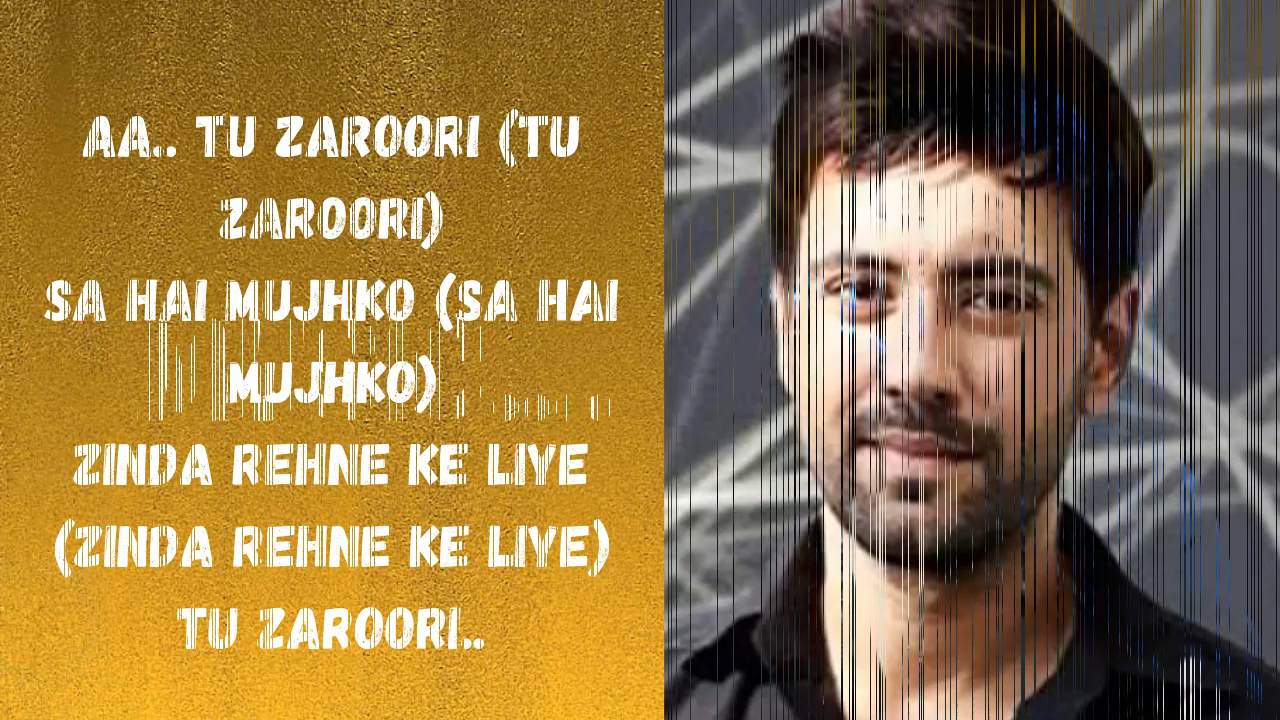 AA.. TU ZAROORI (TU
ZAROORI)
SA HAI MUJHKO (SA HAI
MUJHKO)
ZINDA REHNE KE LIYE
(ZINDA REHNE KE LIYE)
TU ZAROORI..